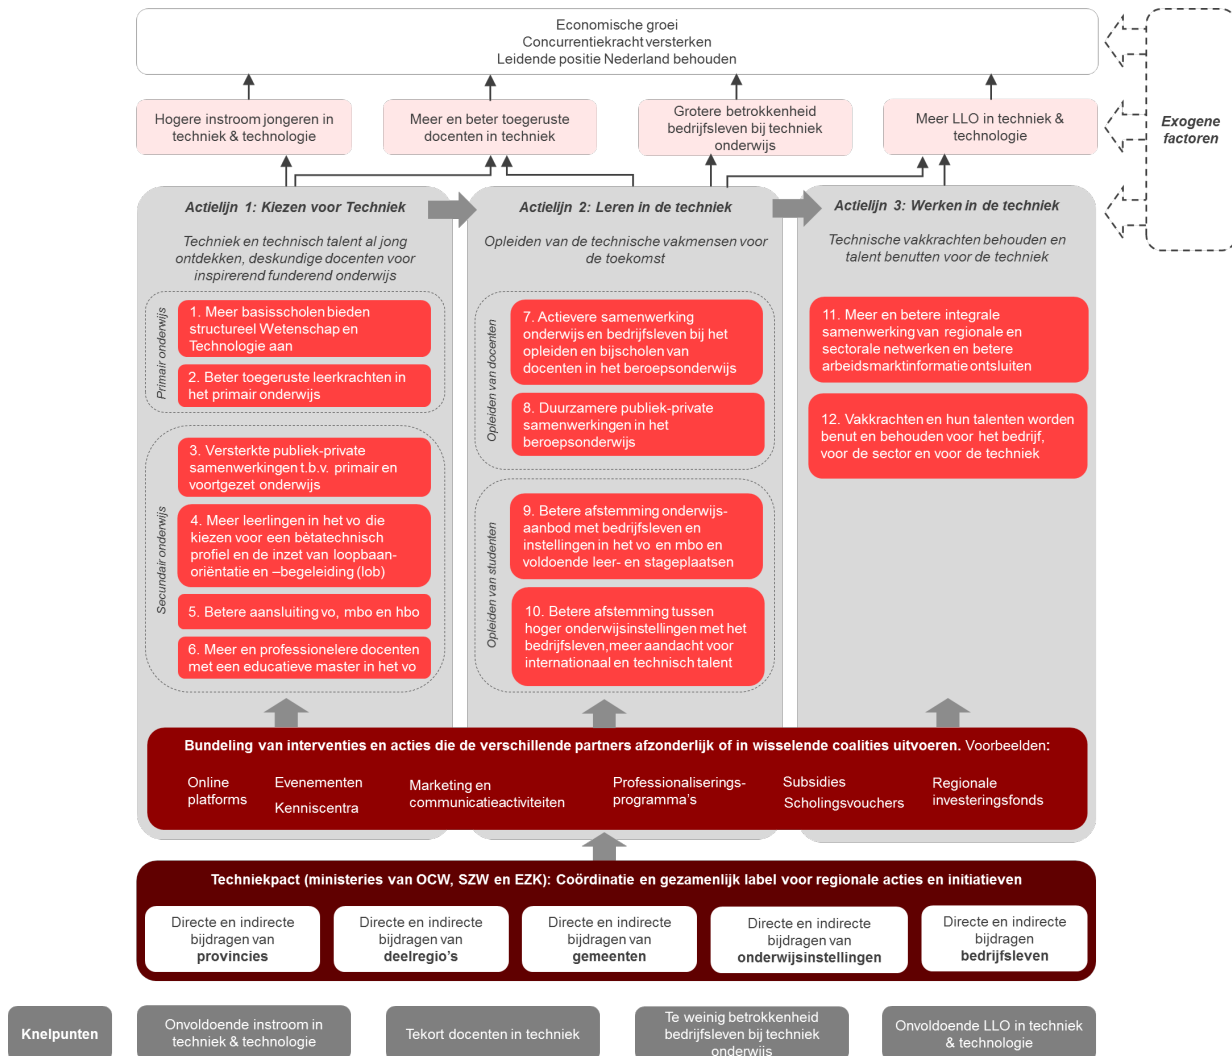 Economische groei
Concurrentiekracht versterken
Leidende positie Nederland behouden
Exogene
factoren
Hogere instroom jongeren in
techniek & technologie
Meer en beter toegeruste
docenten in techniek
Grotere betrokkenheid
bedrijfsleven bij techniek
onderwijs
Meer LLO in techniek &
technologie
Actielijn 1: Kiezen voor Techniek
Techniek en technisch talent al jong
ontdekken, deskundige docenten voor
inspirerend funderend onderwijs
Primair onderwijs
1. Meer basisscholen bieden
structureel Wetenschap en
Technologie aan
2. Beter toegeruste leerkrachten in
het primair onderwijs
Secundair onderwijs
3. Versterkte publiek-private
samenwerkingen t.b.v. primair en
voortgezet onderwijs
4. Meer leerlingen in het vo die
kiezen voor een bètatechnisch
profiel en de inzet van loopbaan-
oriëntatie en –begeleiding (lob)
5. Betere aansluiting vo, mbo en hbo
6. Meer en professionelere docenten
met een educatieve master in het vo
Actielijn 2: Leren in de techniek
Opleiden van de technische vakmensen voor
de toekomst
Opleiden van docenten
7. Actievere samenwerking
onderwijs en bedrijfsleven bij het
opleiden en bijscholen van
docenten in het beroepsonderwijs
8. Duurzamere publiek-private
samenwerkingen in het
beroepsonderwijs
Opleiden van studenten
9. Betere afstemming onderwijs-
aanbod met bedrijfsleven en
instellingen in het vo en mbo en
voldoende leer- en stageplaatsen
10. Betere afstemming tussen
hoger onderwijsinstellingen met het
bedrijfsleven,meer aandacht voor
internationaal en technisch talent
Actielijn 3: Werken in de techniek
Technische vakkrachten behouden en
talent benutten voor de techniek
11. Meer en betere integrale
samenwerking van regionale en
sectorale netwerken en betere
arbeidsmarktinformatie ontsluiten
12. Vakkrachten en hun talenten worden
benut en behouden voor het bedrijf,
voor de sector en voor de techniek
Bundeling van interventies en acties die de verschillende partners afzonderlijk of in wisselende coalities uitvoeren. Voorbeelden:
Online
platforms
Evenementen
Kenniscentra
Marketing en
communicatieactiviteiten
Professionaliserings-
programma's
Subsidies
Scholingsvouchers
Regionale
investeringsfonds
Techniekpact (ministeries van OCW, SZW en EZK): Coördinatie en gezamenlijk label voor regionale acties en initiatieven
Directe en indirecte
bijdragen van
provincies
Directe en indirecte
bijdragen van
deelregio's
Directe en indirecte
bijdragen van
gemeenten
Directe en indirecte
bijdragen van
onderwijsinstellingen
Directe en indirecte
bijdragen
bedrijfsleven
Knelpunten
Onvoldoende instroom in
techniek & technologie
Tekort docenten in techniek
Te weinig betrokkenheid
bedrijfsleven bij techniek
onderwijs
Onvoldoende LLO in techniek
& technologie